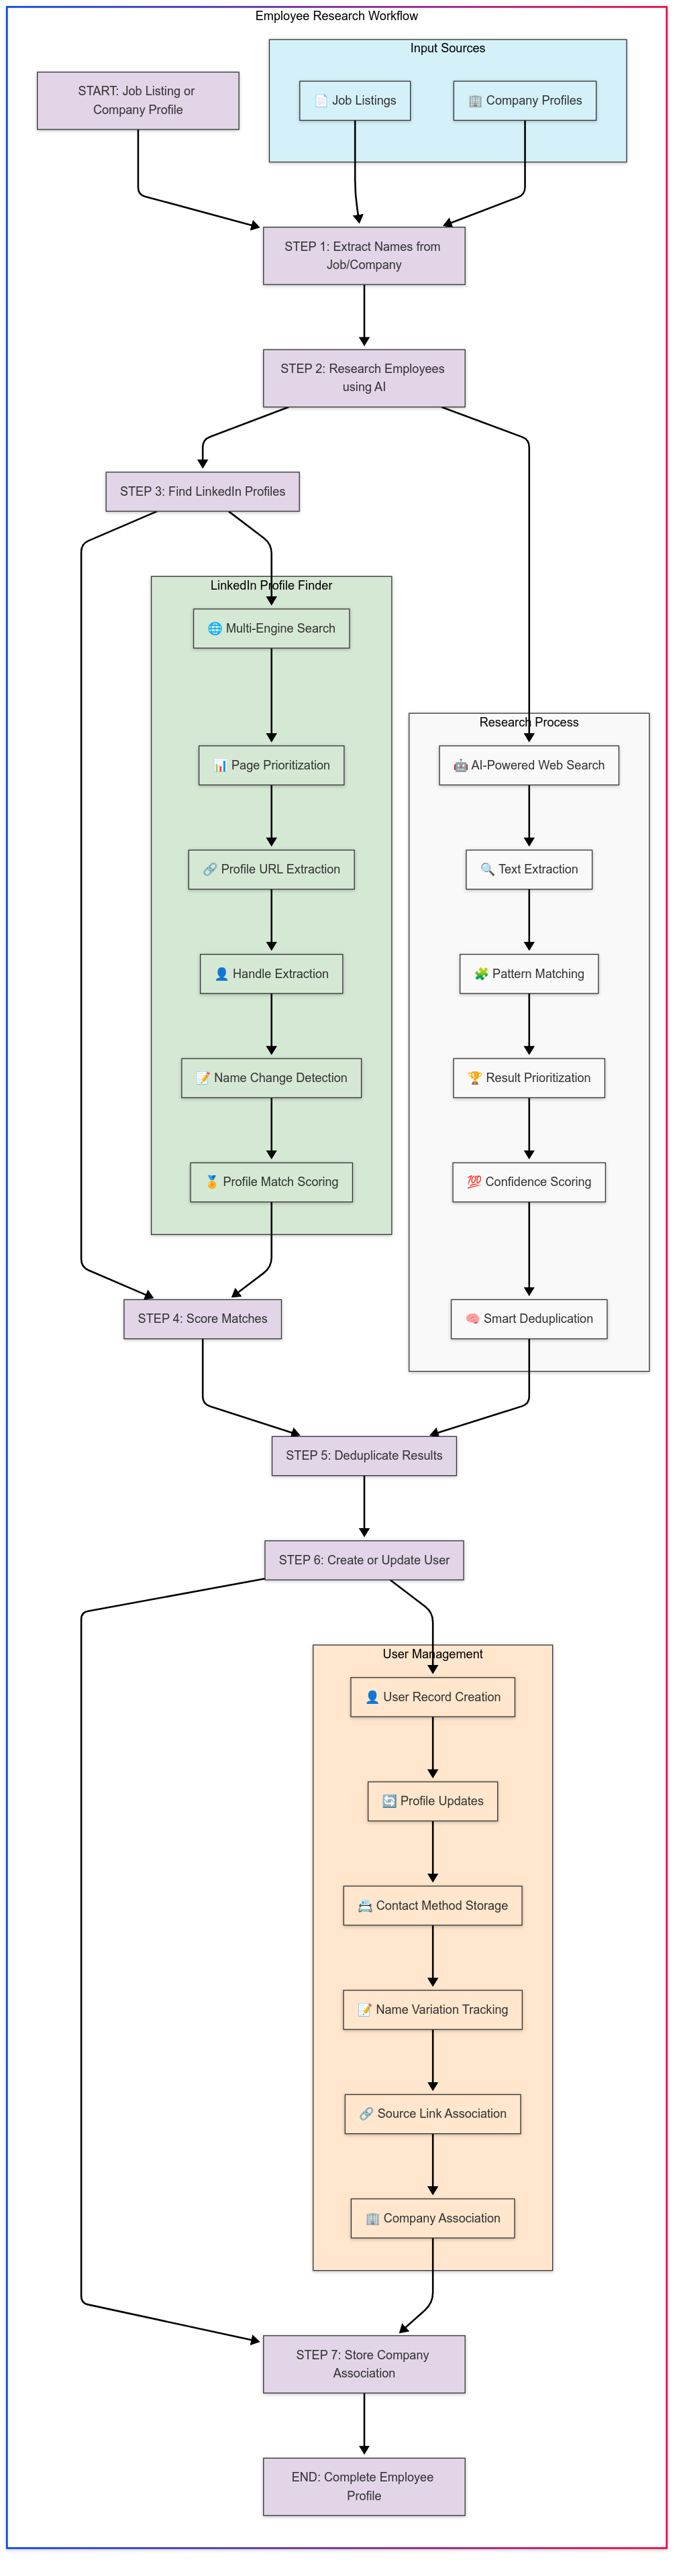 Employee Research Workflow
Input Sources
START: Job Listing or
Company Profile
📄 Job Listings
🏢 Company Profiles
STEP 1: Extract Names from
Job/Company
STEP 2: Research Employees
using AI
STEP 3: Find LinkedIn Profiles
LinkedIn Profile Finder
🌐 Multi-Engine Search
📊 Page Prioritization
🔗 Profile URL Extraction
👤 Handle Extraction
📝 Name Change Detection
🏅 Profile Match Scoring
Research Process
🤖 AI-Powered Web Search
🔍 Text Extraction
🧩 Pattern Matching
🏆 Result Prioritization
💯 Confidence Scoring
🧠 Smart Deduplication
STEP 4: Score Matches
STEP 5: Deduplicate Results
STEP 6: Create or Update User
User Management
👤 User Record Creation
🔄 Profile Updates
📇 Contact Method Storage
📝 Name Variation Tracking
🔗 Source Link Association
🏢 Company Association
STEP 7: Store Company
Association
END: Complete Employee
Profile